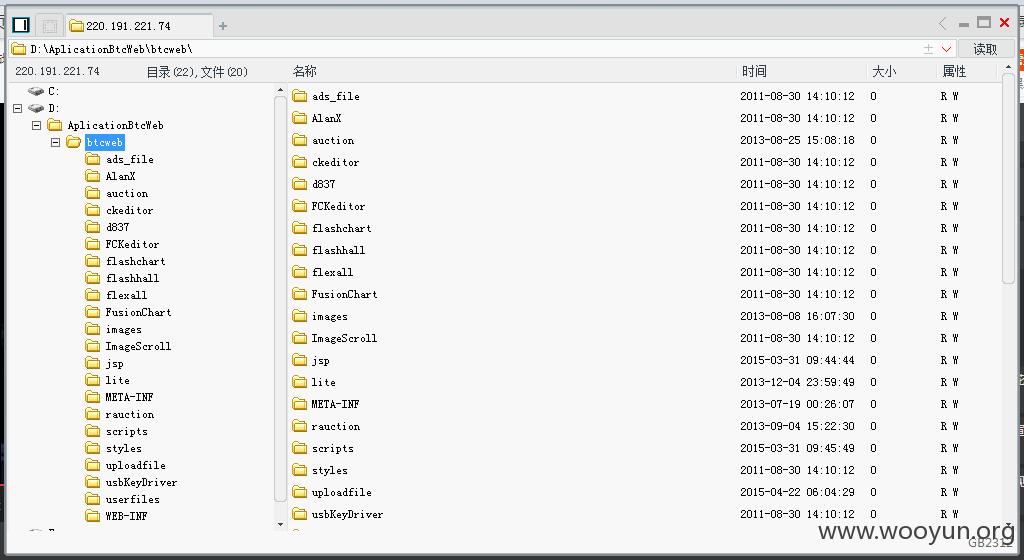 220.191.221.74
D:\AplicationBtcWeb\btcweb\
读取
220.191.221.74 目录(22),文件(20) 名称 时间 大小 属性
C:
D:
AplicationBtcWeb
btcweb
ads_file
AlanX
auction
ckeditor
d837
FCKeditor
flashchart
flashhall
flexall
FusionChart
images
ImageScroll
jsp
lite
META-INF
rauction
scripts
styles
uploadfile
usbKeyDriver
userfiles
WEB-INF
ads_file 2011-08-30 14:10:12 0 R W
AlanX 2011-08-30 14:10:12 0 R W
auction 2013-08-25 15:08:18 0 R W
ckeditor 2011-08-30 14:10:12 0 R W
d837 2011-08-30 14:10:12 0 R W
FCKeditor 2011-08-30 14:10:12 0 R W
flashchart 2011-08-30 14:10:12 0 R W
flashhall 2011-08-30 14:10:12 0 R W
flexall 2011-08-30 14:10:12 0 R W
FusionChart 2011-08-30 14:10:12 0 R W
images 2013-08-08 16:07:30 0 R W
ImageScroll 2011-08-30 14:10:12 0 R W
jsp 2015-03-31 09:44:44 0 R W
lite 2013-12-04 23:59:49 0 R W
META-INF 2013-07-19 00:26:07 0 R W
rauction 2013-09-04 15:22:30 0 R W
scripts 2015-03-31 09:45:49 0 R W
styles 2011-08-30 14:10:12 0 R W
uploadfile 2015-04-22 06:04:29 0 R W
usbKeyDriver 2011-08-30 14:10:12 0 R W
www.wooyun.org
GB2312